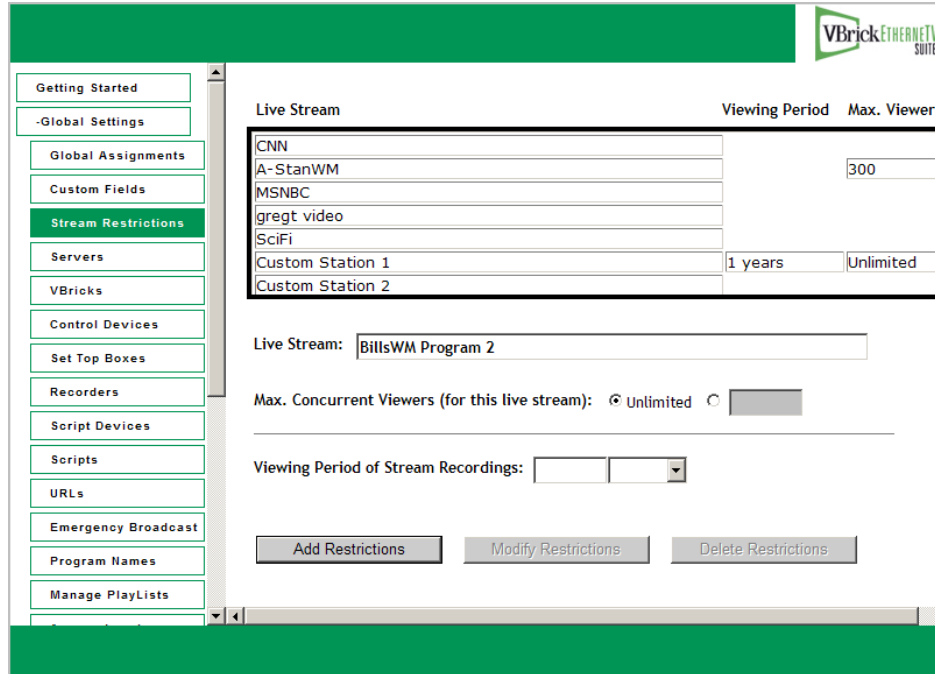 VBrick ETHERNETV
SUITE
Getting Started
-Global Settings
Global Assignments
Custom Fields
Stream Restrictions
Servers
VBricks
Control Devices
Set Top Boxes
Recorders
Script Devices
Scripts
URLs
Emergency Broadcast
Program Names
Manage PlayLists
Live Stream Viewing Period Max. Viewer
CNN
A-StanWM 300
MSNBC
gregt video
SciFi
Custom Station 1 1 years Unlimited
Custom Station 2
Live Stream: BillsWM Program 2
Max. Concurrent Viewers (for this live stream): Unlimited
Viewing Period of Stream Recordings:
Add Restrictions Modify Restrictions Delete Restrictions